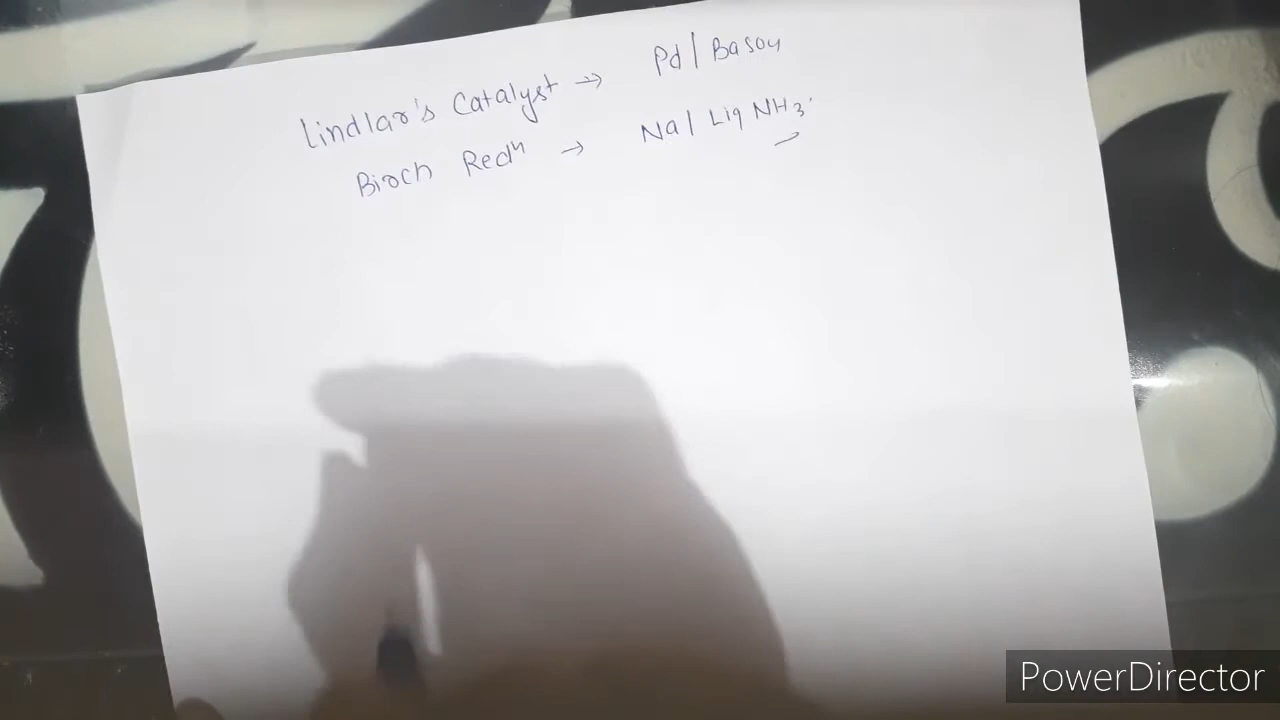 Lindlar's Catalyst → Pd | BaSO4
Birch Redⁿ → Na | Liq NH3.
PowerDirector